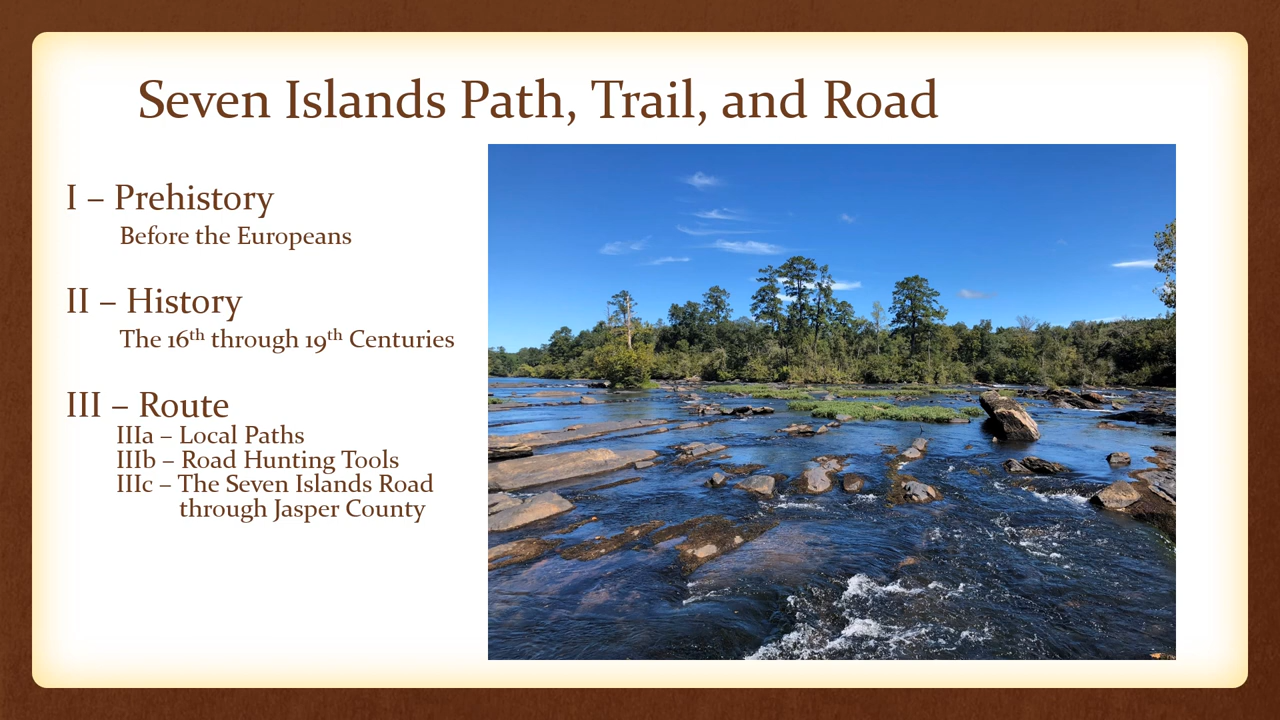 Seven Islands Path, Trail, and Road
I – Prehistory
Before the Europeans
II – History
The 16th through 19th Centuries
III – Route
IIIa – Local Paths
IIIb – Road Hunting Tools
IIIc – The Seven Islands Road
through Jasper County